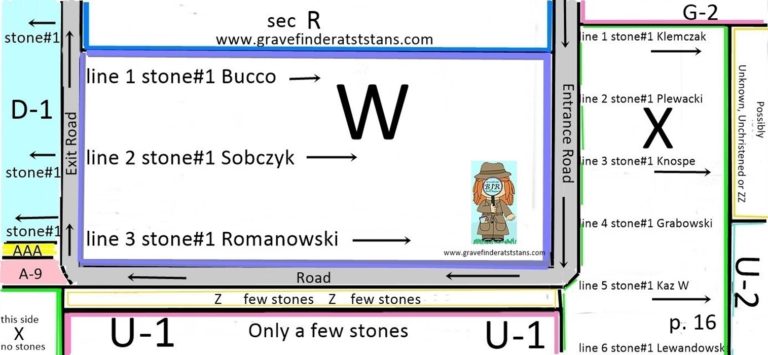 sec R
www.gravefinderatststans.com
G-2
stone#1
line 1 stone#1 Bucco
line 1 stone#1 Klemczak
W
D-1
Exit Road
Entrance Road
line 2 stone#1 Plewacki
X
Possibly
Unknown, Unchristened or ZZ
line 2 stone#1 Sobczyk
stone#1
line 3 stone#1 Knospe
BJR
line 3 stone#1 Romanowski
stone#1
line 4 stone#1 Grabowski
www.gravefinderatststans.com
AAA
A-9
Road
U-2
line 5 stone#1 Kaz W
Z few stones Z few stones
this side
X
no stones
U-1
Only a few stones
U-1
p. 16
line 6 stone#1 Lewandowsk